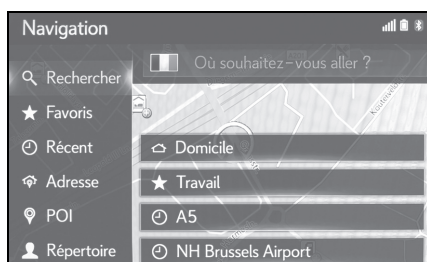 Navigation
Rechercher
Favoris
Récent
Adresse
POI
Répertoire
Où souhaitez-vous aller ?
Domicile
Travail
A5
NH Brussels Airport